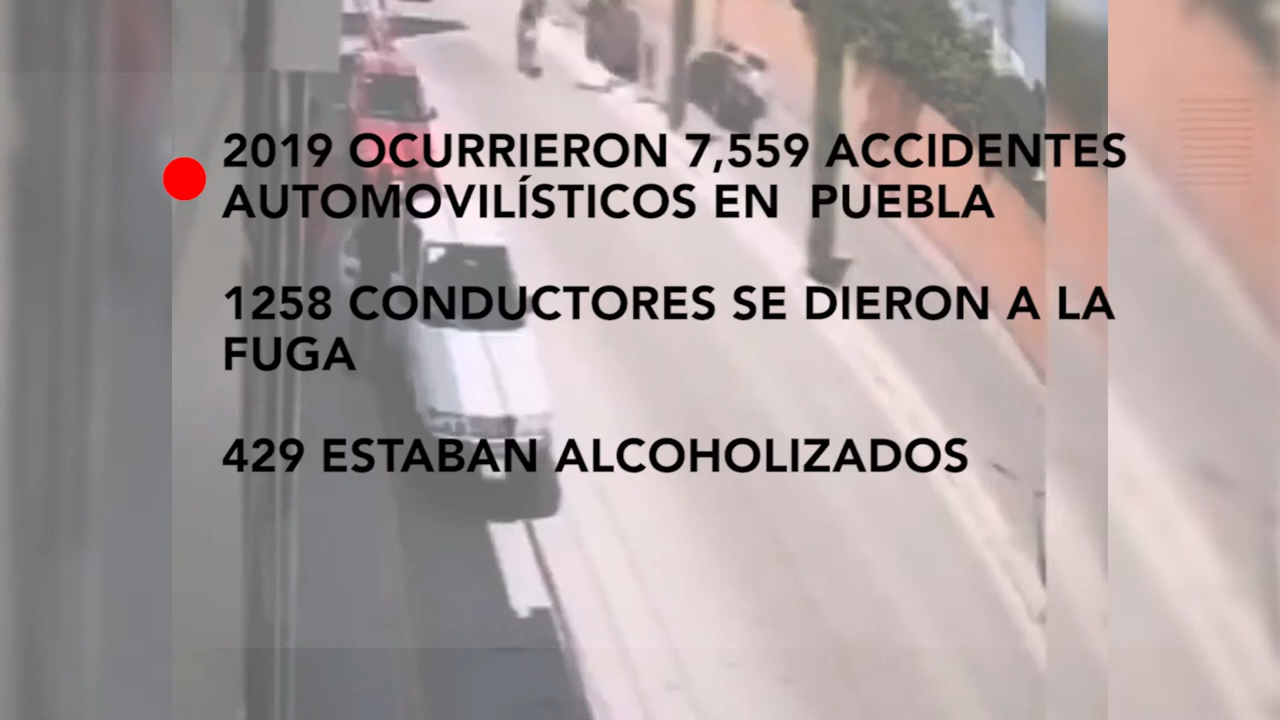 2019 OCURRIERON 7,559 ACCIDENTES
AUTOMOVILÍSTICOS EN  PUEBLA
1258 CONDUCTORES SE DIERON A LA
FUGA
429 ESTABAN ALCOHOLIZADOS